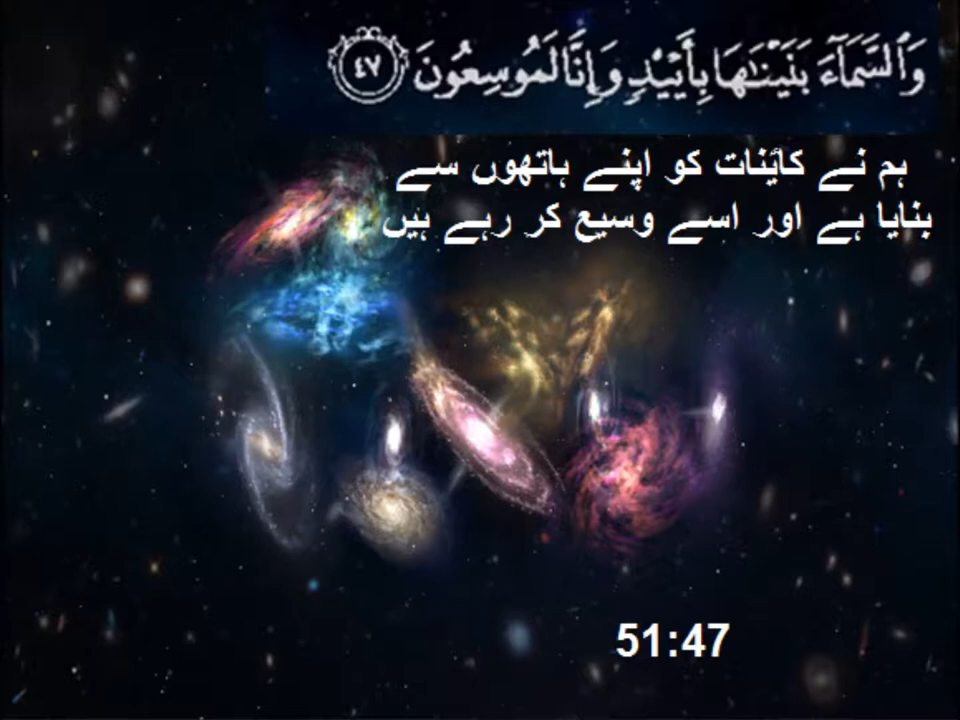 وَٱلسَّمَآءَ بَنَيۡنَٰهَا بِأَيۡيْدٖ وَإِنَّا لَمُوسِعُونَ ٤٧
ہم نے کائنات کو اپنے ہاتھوں سے
بنایا ہے اور اسے وسیع کر رہے ہیں
51:47